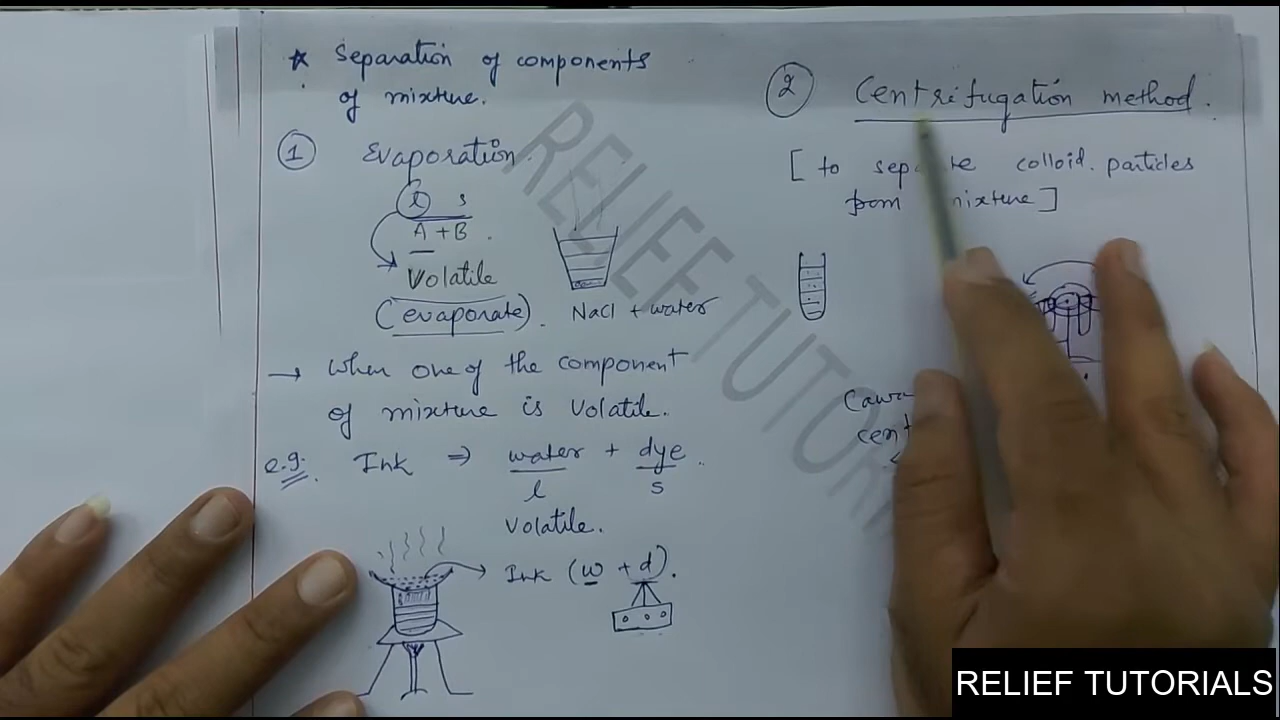 ★ Separation of components
of mixture.
① Evaporation.
l s
A + B.
Volatile
(evaporate).
NaCl + water
→ When one of the component
of mixture is Volatile.
e.g. Ink ⇒ water + dye
l s
Volatile.
Ink (w + d).
② Centrifugation method.
[to separate colloid particles
from mixture]
RELIEF TUTOR
RELIEF TUTORIALS